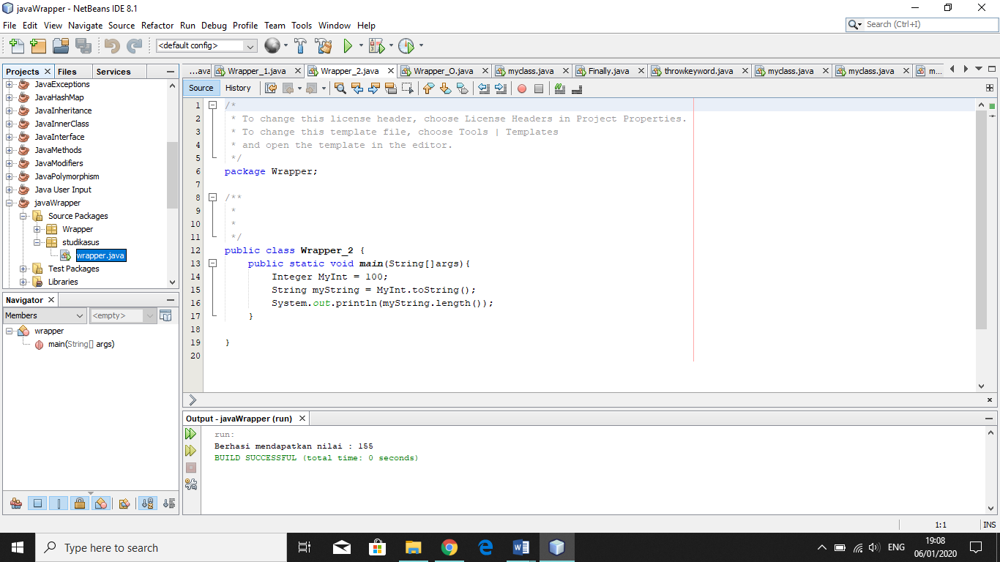 javaWrapper - NetBeans IDE 8.1
File Edit View Navigate Source Refactor Run Debug Profile Team Tools Window Help
Search (Ctrl+I)
<default config>
Projects Files Services
JavaExceptions
JavaHashMap
JavaInheritance
JavaInnerClass
JavaInterface
JavaMethods
JavaModifiers
JavaPolymorphism
Java User Input
javaWrapper
Source Packages
Wrapper
studikasus
wrapper.java
Test Packages
Libraries
Navigator
Members <empty>
wrapper
main(String[] args)
...ava Wrapper_1.java Wrapper_2.java Wrapper_O.java myclass.java Finally.java throwkeyword.java myclass.java myclass.java m...
Source History
1 /*
2 * To change this license header, choose License Headers in Project Properties.
3 * To change this template file, choose Tools | Templates
4 * and open the template in the editor.
5 */
6 package Wrapper;
7
8 /**
9 *
10 *
11 */
12 public class Wrapper_2 {
13 public static void main(String[]args){
14 Integer MyInt = 100;
15 String myString = MyInt.toString();
16 System.out.println(myString.length());
17 }
18
19 }
20
Output - javaWrapper (run)
run:
Berhasi mendapatkan nilai : 155
BUILD SUCCESSFUL (total time: 0 seconds)
1:1 INS
Type here to search
ENG
19:08
06/01/2020